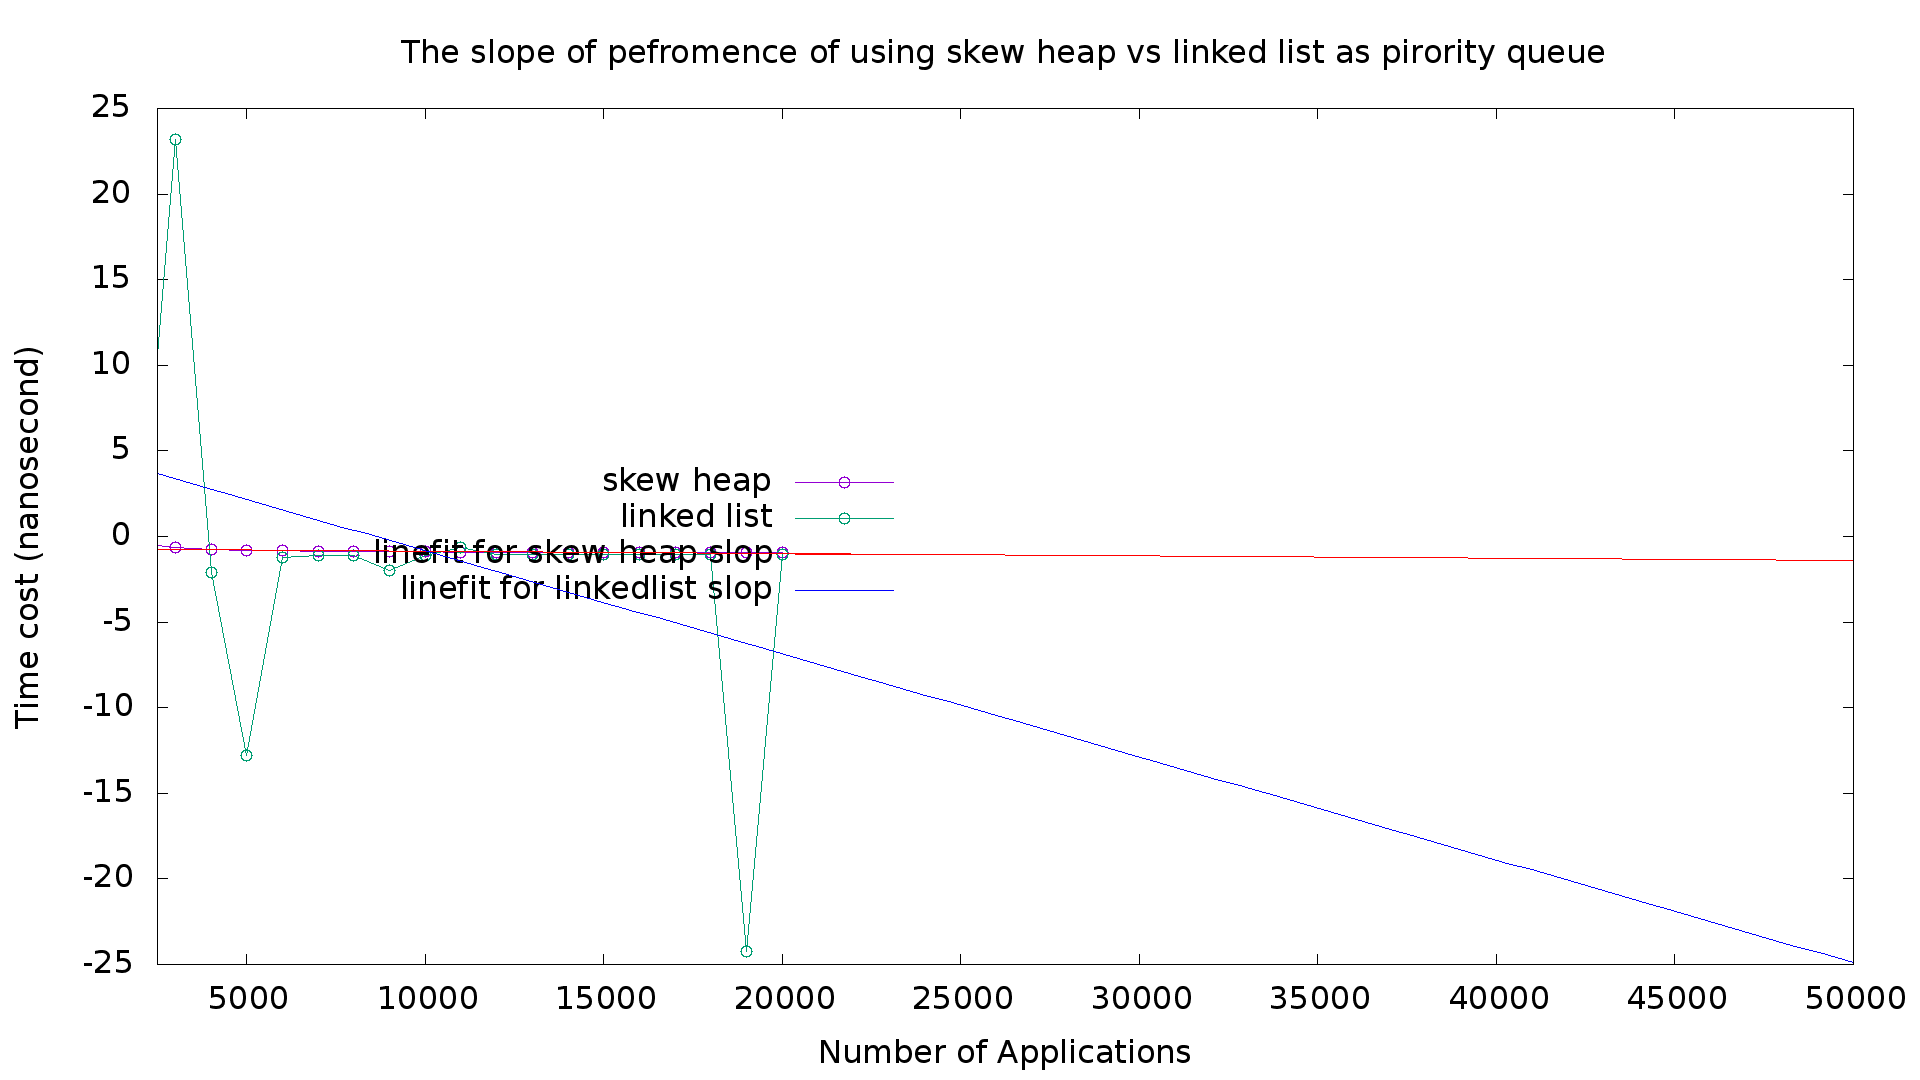 The slope of pefromence of using skew heap vs linked list as pirority queue
25
20
15
10
5
0
-5
-10
-15
-20
-25
Time cost (nanosecond)
skew heap
linked list
linefit for skew heap slop
linefit for linkedlist slop
5000 10000 15000 20000 25000 30000 35000 40000 45000 50000
Number of Applications